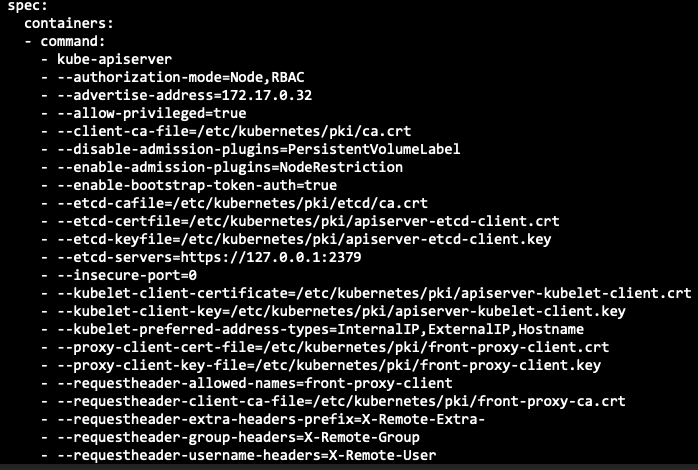 spec:
  containers:
  - command:
    - kube-apiserver
    - --authorization-mode=Node,RBAC
    - --advertise-address=172.17.0.32
    - --allow-privileged=true
    - --client-ca-file=/etc/kubernetes/pki/ca.crt
    - --disable-admission-plugins=PersistentVolumeLabel
    - --enable-admission-plugins=NodeRestriction
    - --enable-bootstrap-token-auth=true
    - --etcd-cafile=/etc/kubernetes/pki/etcd/ca.crt
    - --etcd-certfile=/etc/kubernetes/pki/apiserver-etcd-client.crt
    - --etcd-keyfile=/etc/kubernetes/pki/apiserver-etcd-client.key
    - --etcd-servers=https://127.0.0.1:2379
    - --insecure-port=0
    - --kubelet-client-certificate=/etc/kubernetes/pki/apiserver-kubelet-client.crt
    - --kubelet-client-key=/etc/kubernetes/pki/apiserver-kubelet-client.key
    - --kubelet-preferred-address-types=InternalIP,ExternalIP,Hostname
    - --proxy-client-cert-file=/etc/kubernetes/pki/front-proxy-client.crt
    - --proxy-client-key-file=/etc/kubernetes/pki/front-proxy-client.key
    - --requestheader-allowed-names=front-proxy-client
    - --requestheader-client-ca-file=/etc/kubernetes/pki/front-proxy-ca.crt
    - --requestheader-extra-headers-prefix=X-Remote-Extra-
    - --requestheader-group-headers=X-Remote-Group
    - --requestheader-username-headers=X-Remote-User